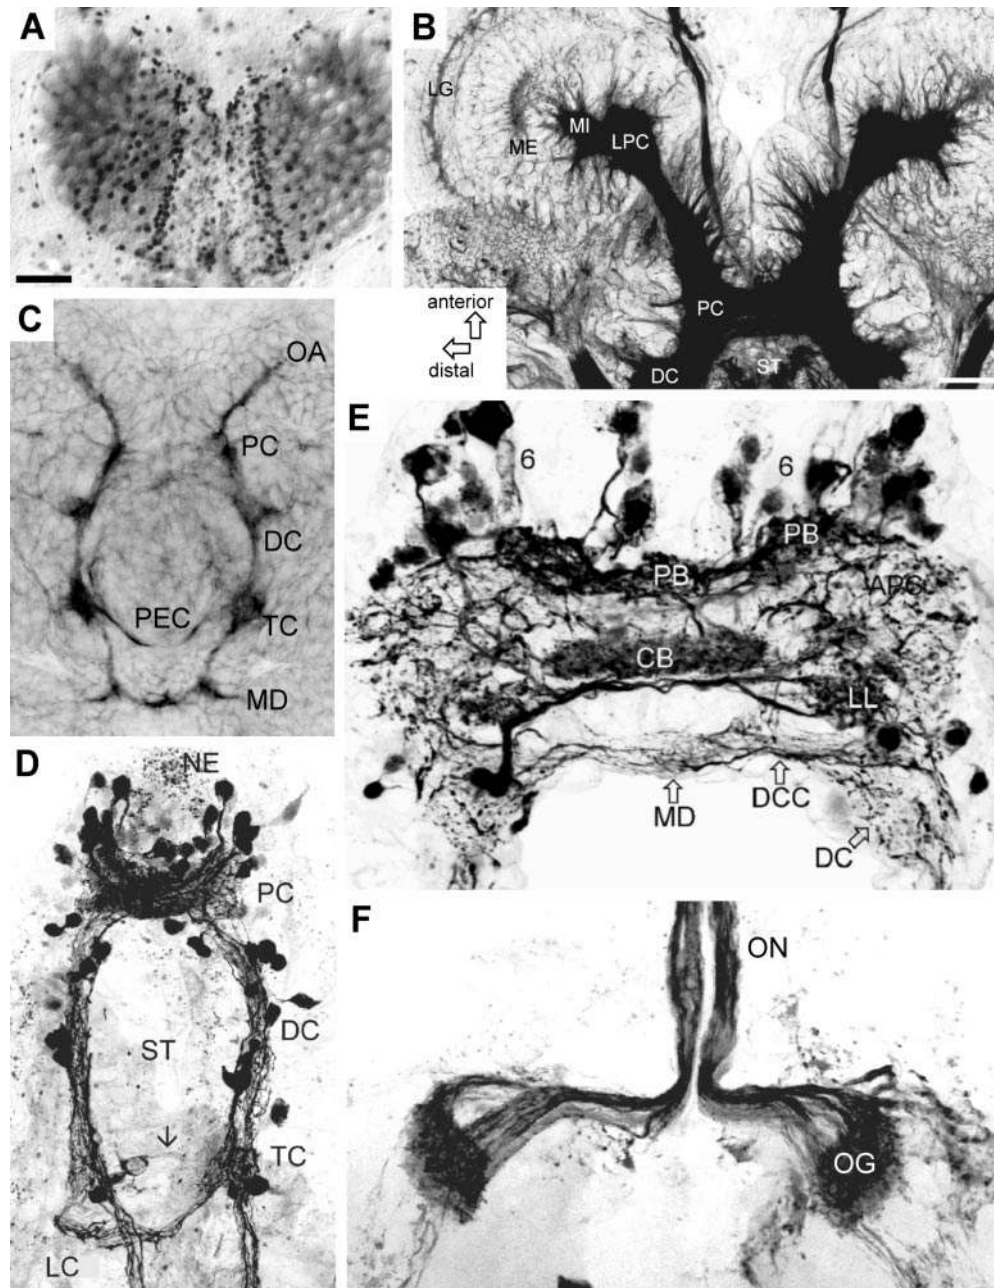 A
B
LG
ME
MI
LPC
PC
DC
ST
anterior
distal
C
OA
PC
DC
PEC
TC
MD
E
6
6
PB
PB
APC
CB
LL
MD
DCC
DC
D
NE
PC
ST
DC
TC
LC
F
ON
OG